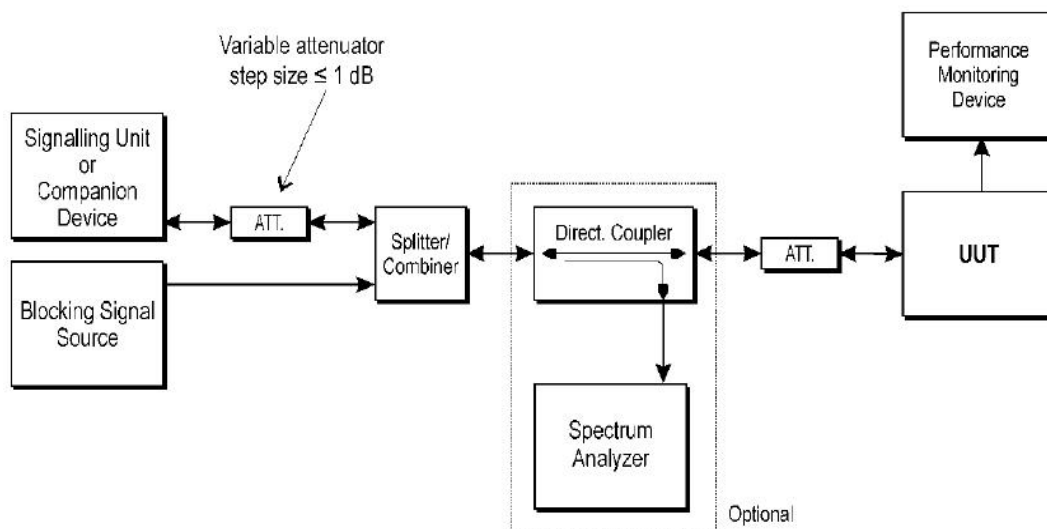 Variable attenuator
step size ≤ 1 dB
Performance
Monitoring
Device
Signalling Unit
or
Companion
Device
ATT.
Splitter/
Combiner
Direct. Coupler
ATT.
UUT
Blocking Signal
Source
Spectrum
Analyzer
Optional